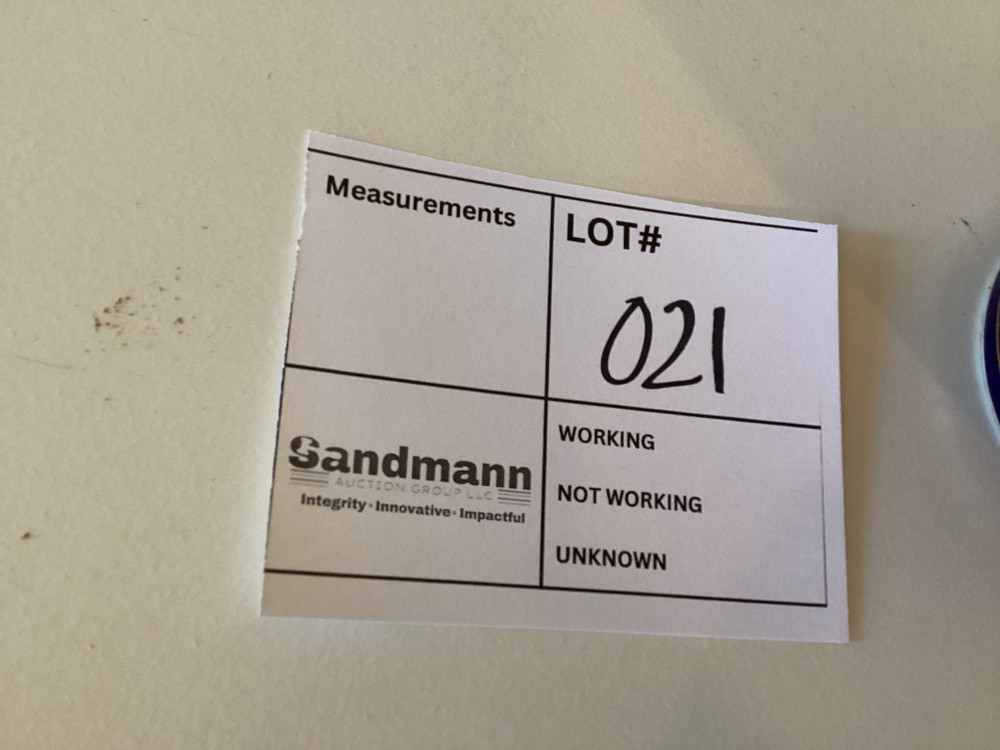 Measurements
LOT#
021
Sandmann
AUCTION GROUP LLC
Integrity · Innovative · Impactful
WORKING
NOT WORKING
UNKNOWN